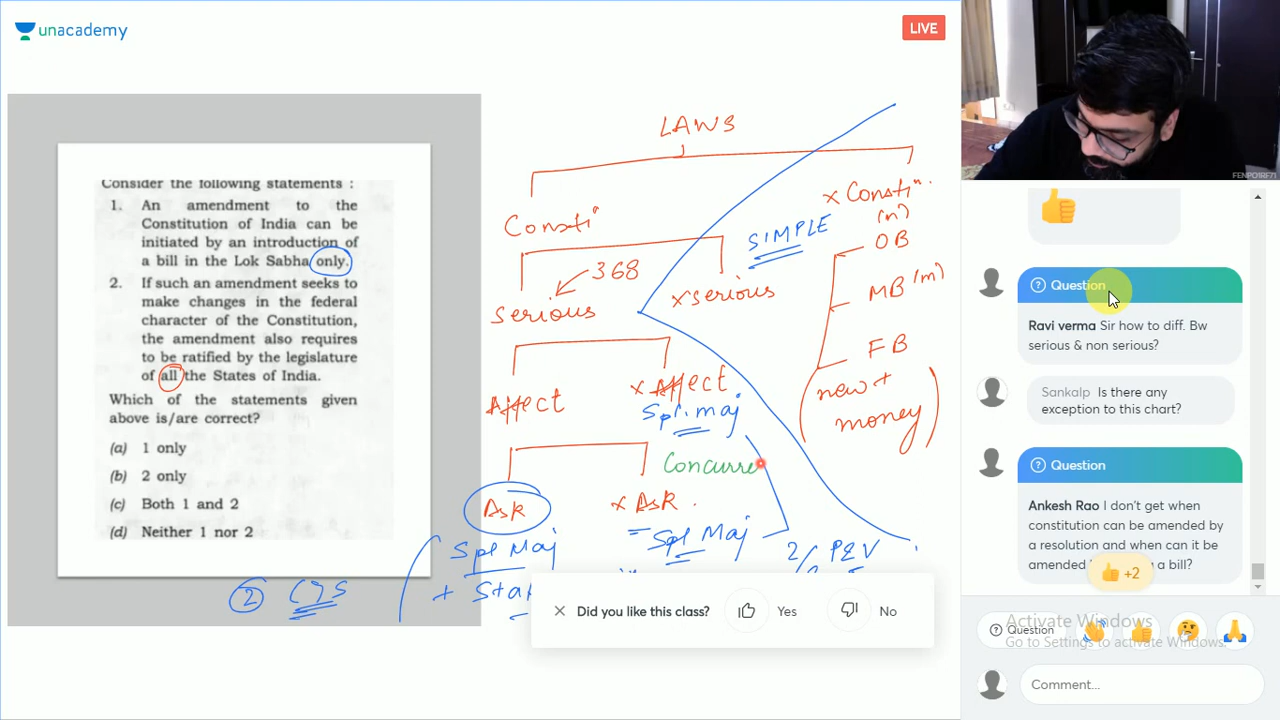 unacademy
LIVE
Consider the following statements :
1. An amendment to the
Constitution of India can be
initiated by an introduction of
a bill in the Lok Sabha only.
2. If such an amendment seeks to
make changes in the federal
character of the Constitution,
the amendment also requires
to be ratified by the legislature
of all the States of India.
Which of the statements given
above is/are correct?
(a) 1 only
(b) 2 only
(c) Both 1 and 2
(d) Neither 1 nor 2
LAWS
Consti"
x Consti".
(n)
SIMPLE
OB
368
Serious
x serious
MB (m)
FB
Affect
x Affect
Spl. maj
(new +
money)
Concurre
Ask
x Ask.
= Spl Maj
Spl Maj
+ Sta
2/ P&V
②
FENPO1RF71
Question
Ravi verma Sir how to diff. Bw
serious & non serious?
Sankalp Is there any
exception to this chart?
Question
Ankesh Rao I don't get when
constitution can be amended by
a resolution and when can it be
amended a bill?
+2
Did you like this class?
Yes
No
Activate Windows
Go to Settings to activate Windows.
Question
Comment...